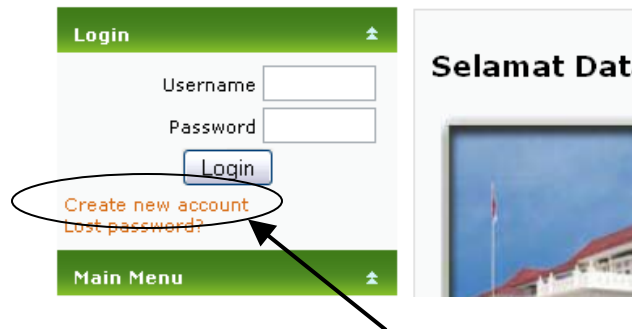 Login
Selamat Dat
Username
Password
Login
Create new account
Lost password?
Main Menu